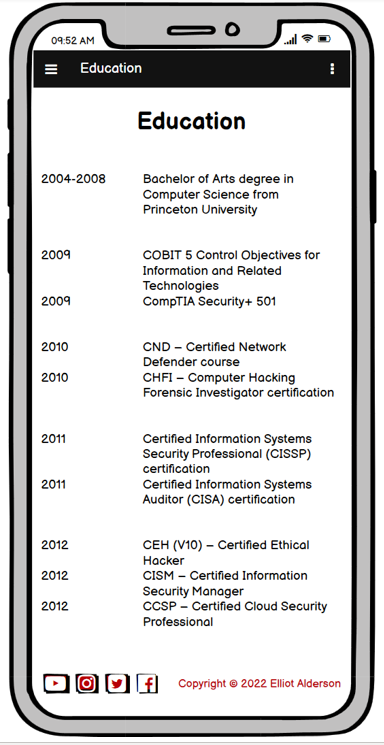 09:52 AM
Education
Education
2004-2008 Bachelor of Arts degree in
Computer Science from
Princeton University
2009 COBIT 5 Control Objectives for
Information and Related
Technologies
2009 CompTIA Security+ 501
2010 CND – Certified Network
Defender course
2010 CHFI – Computer Hacking
Forensic Investigator certification
2011 Certified Information Systems
Security Professional (CISSP)
certification
2011 Certified Information Systems
Auditor (CISA) certification
2012 CEH (V10) – Certified Ethical
Hacker
2012 CISM – Certified Information
Security Manager
2012 CCSP – Certified Cloud Security
Professional
Copyright © 2022 Elliot Alderson